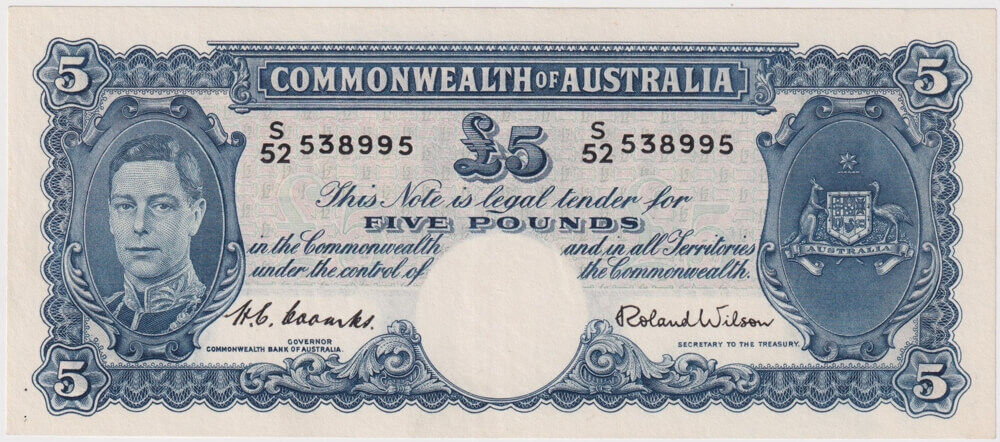 5 5
COMMONWEALTH OF AUSTRALIA
S/52 538995 £5 S/52 538995
This Note is legal tender for
FIVE POUNDS
in the Commonwealth and in all Territories
under the control of the Commonwealth.
AUSTRALIA
H.C. Coombs. Roland Wilson
GOVERNOR
COMMONWEALTH BANK OF AUSTRALIA. SECRETARY TO THE TREASURY.
5 5